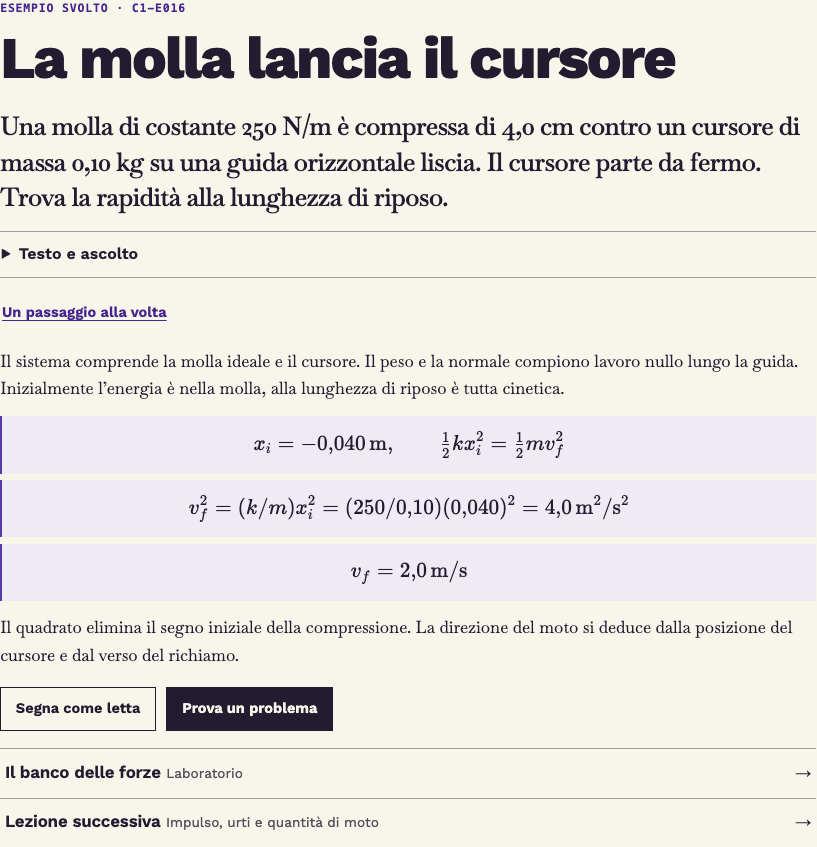 ESEMPIO SVOLTO · C1–E016
La molla lancia il cursore
Una molla di costante 250 N/m è compressa di 4,0 cm contro un cursore di
massa 0,10 kg su una guida orizzontale liscia. Il cursore parte da fermo.
Trova la rapidità alla lunghezza di riposo.
▶ Testo e ascolto
Un passaggio alla volta
Il sistema comprende la molla ideale e il cursore. Il peso e la normale compiono lavoro nullo lungo la guida.
Inizialmente l’energia è nella molla, alla lunghezza di riposo è tutta cinetica.
x_i = −0,040 m, ½kx_i² = ½mv_f²
v_f² = (k/m)x_i² = (250/0,10)(0,040)² = 4,0 m²/s²
v_f = 2,0 m/s
Il quadrato elimina il segno iniziale della compressione. La direzione del moto si deduce dalla posizione del
cursore e dal verso del richiamo.
Segna come letta Prova un problema
Il banco delle forze Laboratorio →
Lezione successiva Impulso, urti e quantità di moto →